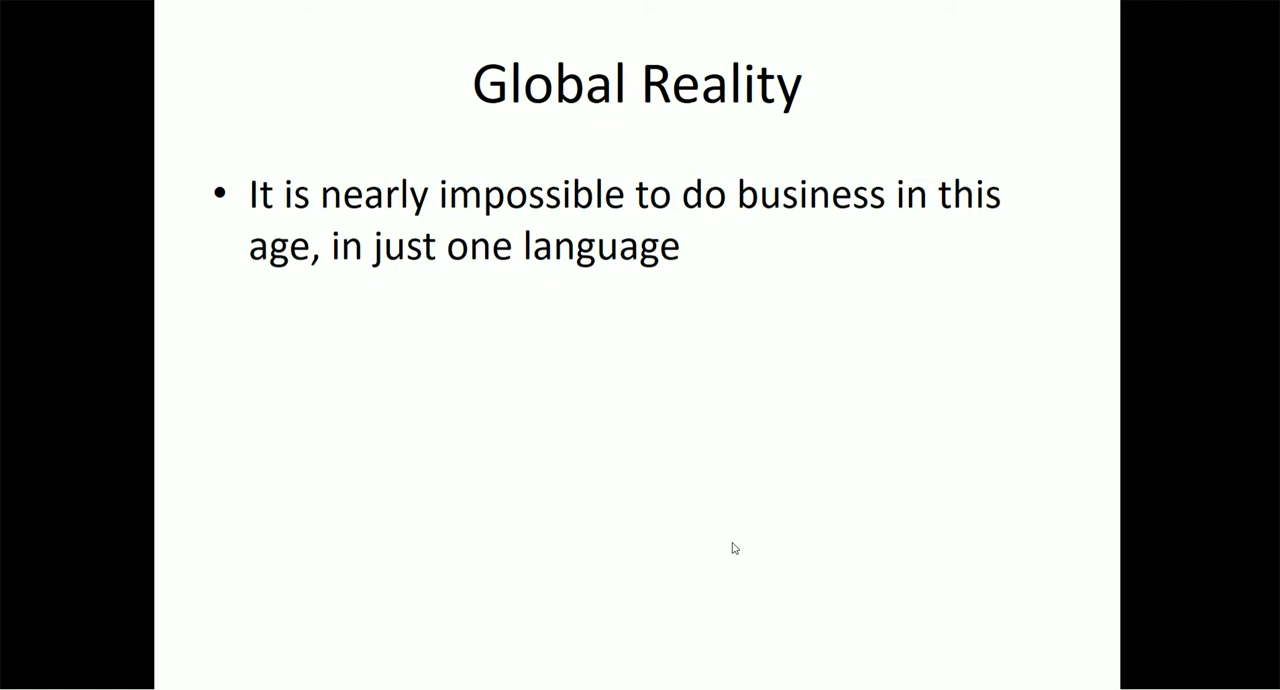 Global Reality
• It is nearly impossible to do business in this
age, in just one language